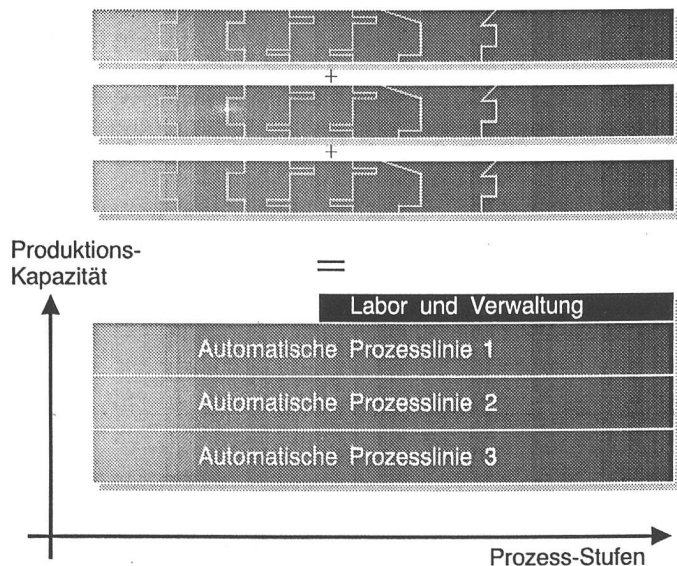 +
+
=
Produktions-
Kapazität
Labor und Verwaltung
Automatische Prozesslinie 1
Automatische Prozesslinie 2
Automatische Prozesslinie 3
Prozess-Stufen